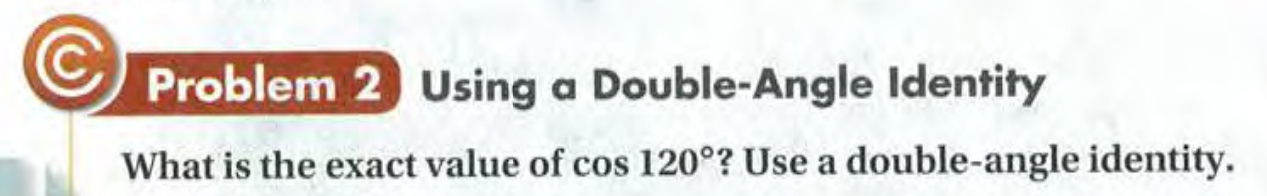 © Problem 2 Using a Double-Angle Identity
What is the exact value of cos 120°? Use a double-angle identity.